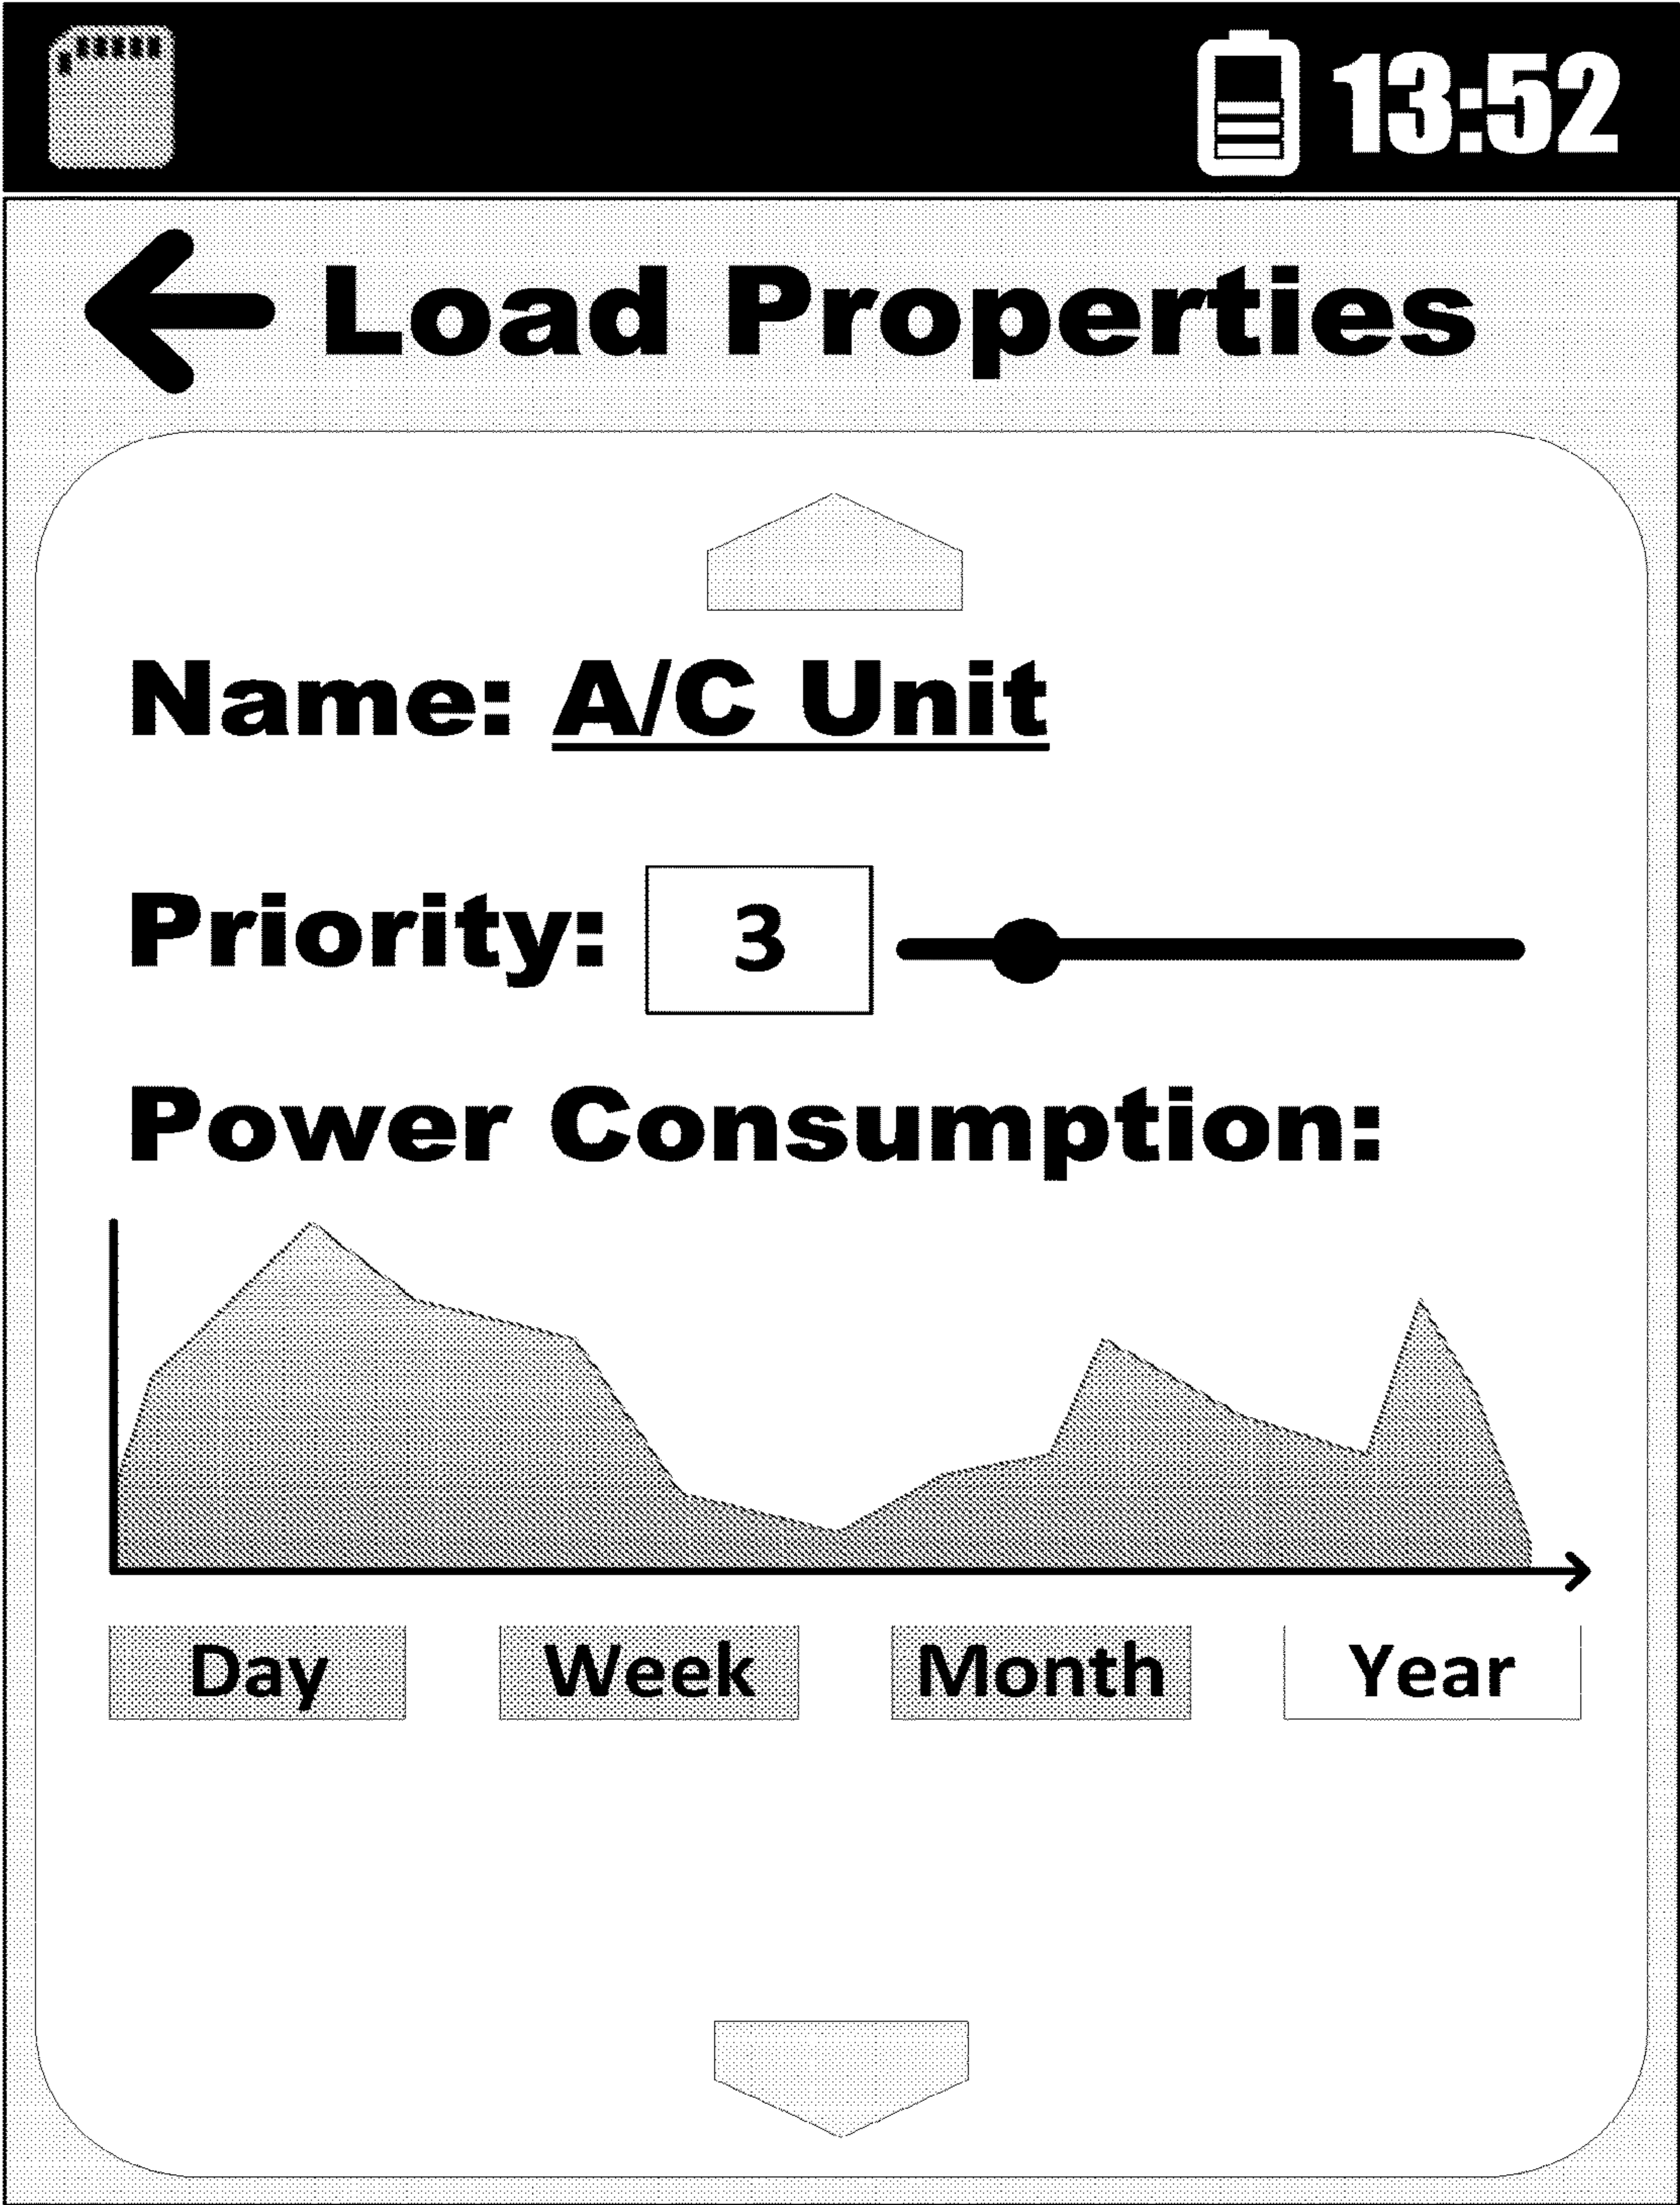 13:52
Load Properties
Name: A/C Unit
Priority: 3
Power Consumption:
Day Week Month Year